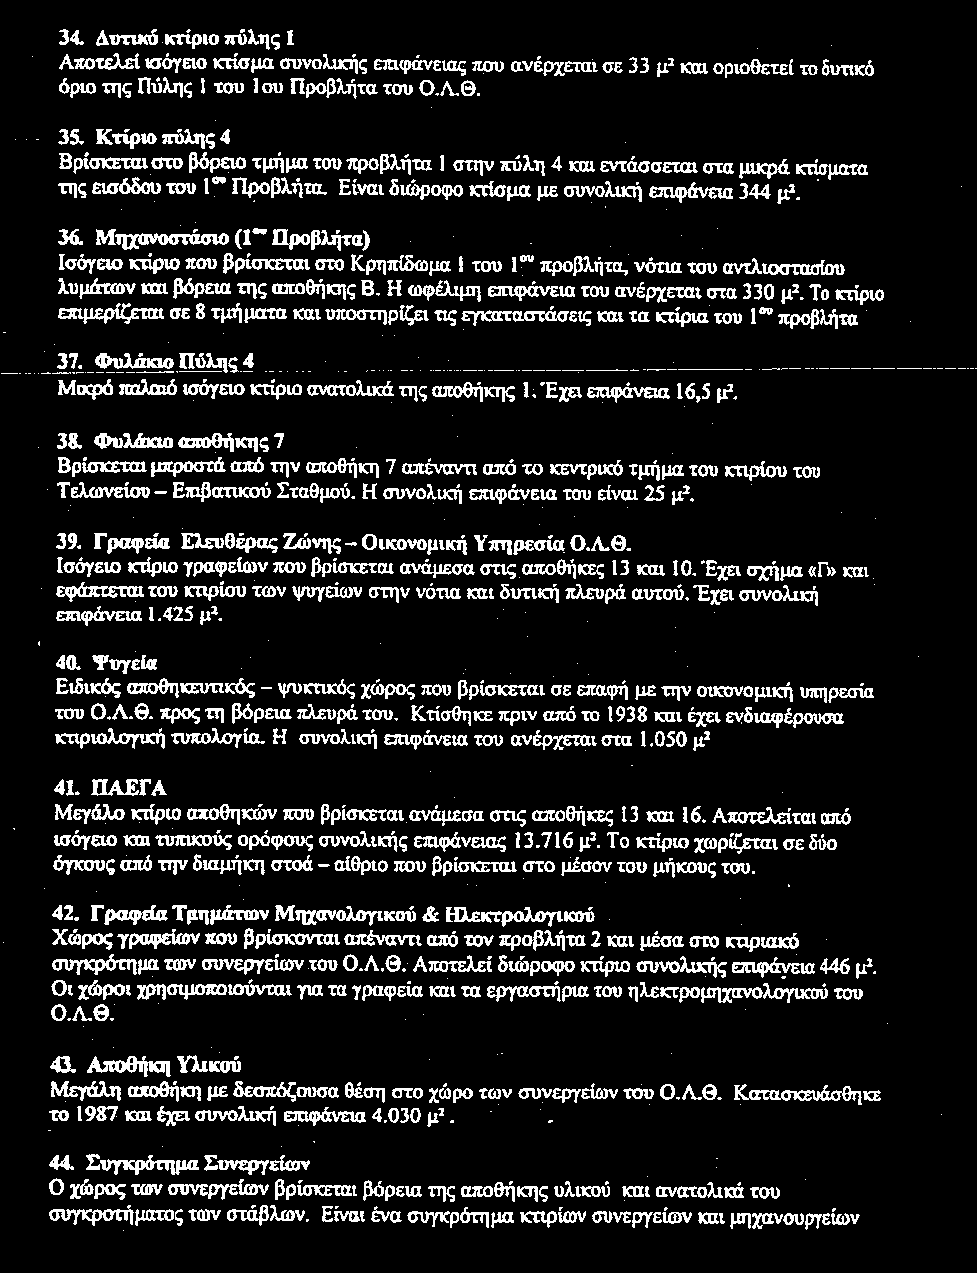 34. Δυτικό κτίριο πύλης 1
Αποτελεί ισόγειο κτίσμα συνολικής επιφάνειας που ανέρχεται σε 33 μ² και οριοθετεί το δυτικό
όριο της Πύλης 1 του 1ου Προβλήτα του Ο.Λ.Θ.
35. Κτίριο πύλης 4
Βρίσκεται στο βόρειο τμήμα του προβλήτα 1 στην πύλη 4 και εντάσσεται στα μικρά κτίσματα
της εισόδου του 1ου Προβλήτα. Είναι διώροφο κτίσμα με συνολική επιφάνεια 344 μ².
36. Μηχανοστάσιο (1ου Προβλήτα)
Ισόγειο κτίριο που βρίσκεται στο Κρηπίδωμα 1 του 1ου προβλήτα, νότια του αντλιοστασίου
λυμάτων και βόρεια της αποθήκης Β. Η ωφέλιμη επιφάνεια του ανέρχεται στα 330 μ². Το κτίριο
επιμερίζεται σε 8 τμήματα και υποστηρίζει τις εγκαταστάσεις και τα κτίρια του 1ου προβλήτα
37. Φυλάκιο Πύλης 4
Μικρό παλαιό ισόγειο κτίριο ανατολικά της αποθήκης 1. Έχει επιφάνεια 16,5 μ².
38. Φυλάκιο αποθήκης 7
Βρίσκεται μπροστά από την αποθήκη 7 απέναντι από το κεντρικό τμήμα του κτιρίου του
Τελωνείου – Επιβατικού Σταθμού. Η συνολική επιφάνεια του είναι 25 μ².
39. Γραφεία Ελευθέρας Ζώνης – Οικονομική Υπηρεσία Ο.Λ.Θ.
Ισόγειο κτίριο γραφείων που βρίσκεται ανάμεσα στις αποθήκες 13 και 10. Έχει σχήμα «Γ» και
εφάπτεται του κτιρίου των ψυγείων στην νότια και δυτική πλευρά αυτού. Έχει συνολική
επιφάνεια 1.425 μ².
40. Ψυγεία
Ειδικός αποθηκευτικός – ψυκτικός χώρος που βρίσκεται σε επαφή με την οικονομική υπηρεσία
του Ο.Λ.Θ. προς τη βόρεια πλευρά του. Κτίσθηκε πριν από το 1938 και έχει ενδιαφέρουσα
κτιριολογική τυπολογία. Η συνολική επιφάνεια του ανέρχεται στα 1.050 μ²
41. ΠΑΕΓΑ
Μεγάλο κτίριο αποθηκών που βρίσκεται ανάμεσα στις αποθήκες 13 και 16. Αποτελείται από
ισόγειο και τυπικούς ορόφους συνολικής επιφάνειας 13.716 μ². Το κτίριο χωρίζεται σε δύο
όγκους από την διαμήκη στοά – αίθριο που βρίσκεται στο μέσον του μήκους του.
42. Γραφεία Τμημάτων Μηχανολογικού & Ηλεκτρολογικού
Χώρος γραφείων που βρίσκονται απέναντι από τον προβλήτα 2 και μέσα στο κτιριακό
συγκρότημα των συνεργείων του Ο.Λ.Θ. Αποτελεί διώροφο κτίριο συνολικής επιφάνεια 446 μ².
Οι χώροι χρησιμοποιούνται για τα γραφεία και τα εργαστήρια του ηλεκτρομηχανολογικού του
Ο.Λ.Θ.
43. Αποθήκη Υλικού
Μεγάλη αποθήκη με δεσπόζουσα θέση στο χώρο των συνεργείων του Ο.Λ.Θ. Κατασκευάσθηκε
το 1987 και έχει συνολική επιφάνεια 4.030 μ².
44. Συγκρότημα Συνεργείων
Ο χώρος των συνεργείων βρίσκεται βόρεια της αποθήκης υλικού και ανατολικά του
συγκροτήματος των στάβλων. Είναι ένα συγκρότημα κτιρίων συνεργείων και μηχανουργείων